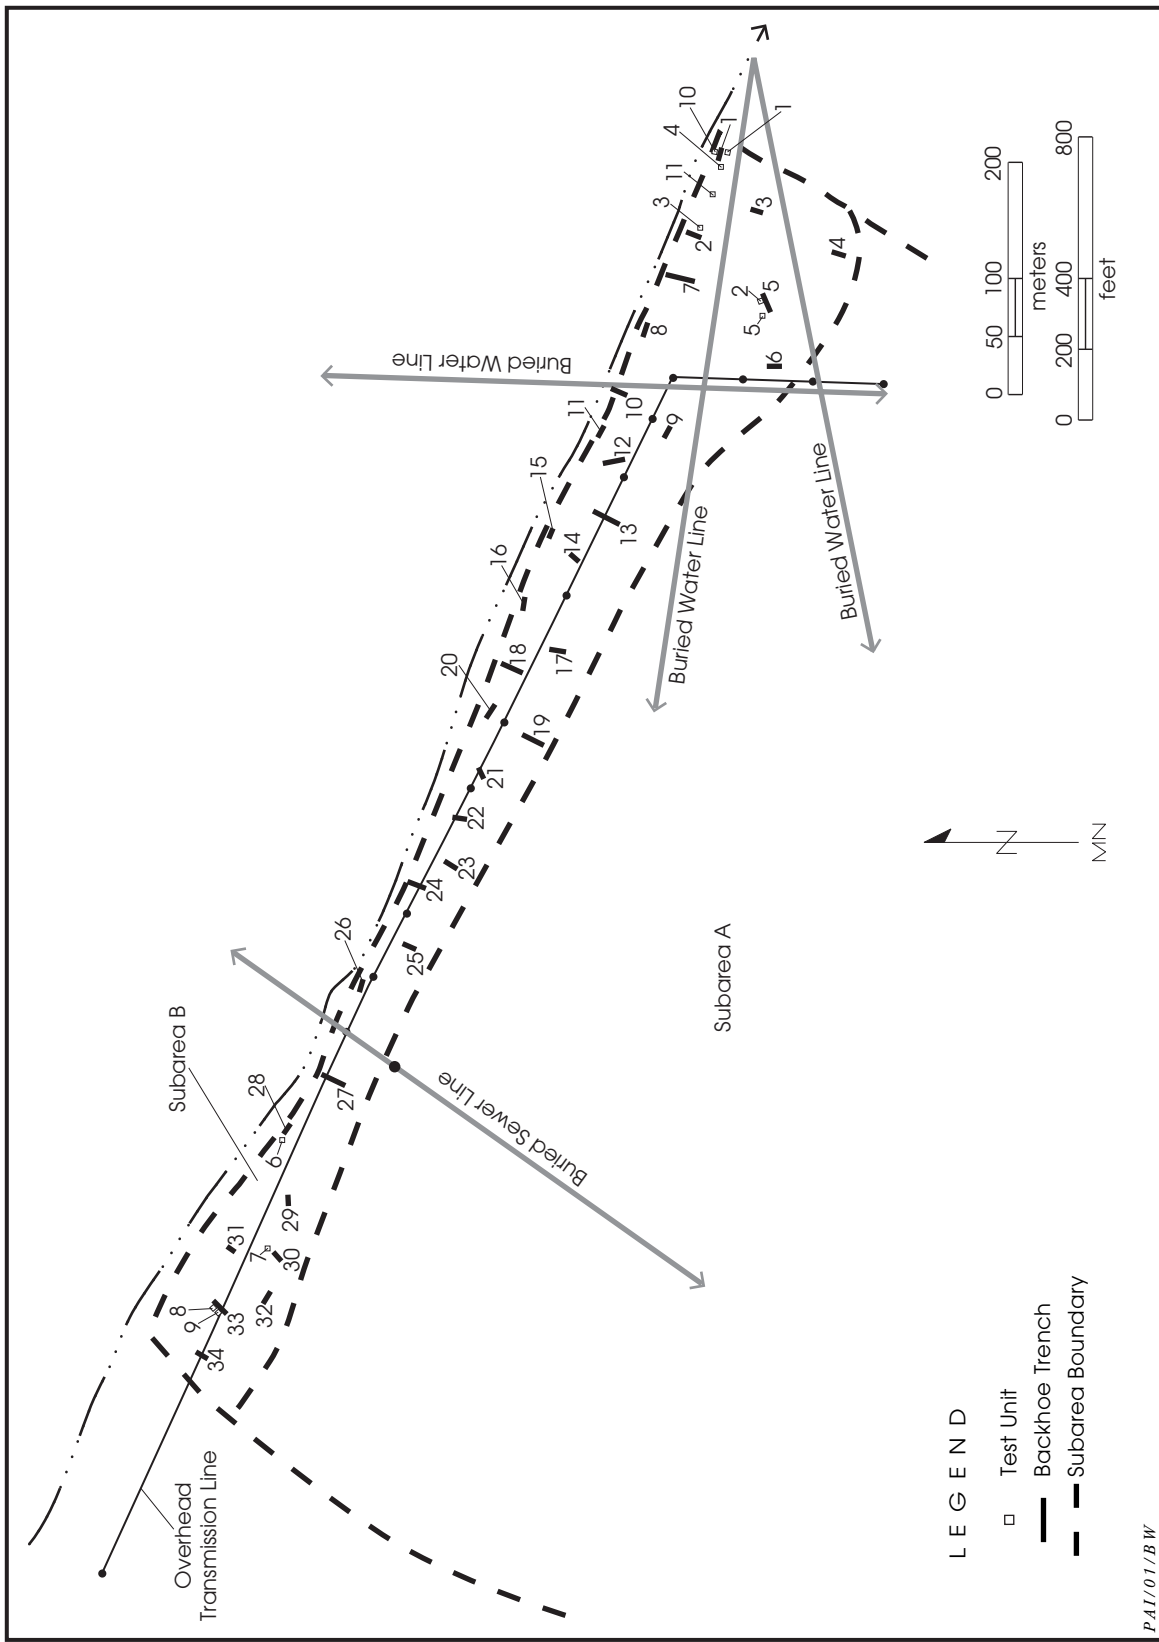 Overhead
Transmission Line
Subarea B
34
9
8
33
32
31
7
30
29
6
28
27
26
25
24
23
22
21
20
19
18
17
16
15
14
13
12
11
10
9
8
7
3
2
11
4
10
1
1
3
4
2
5
5
6
Buried Water Line
Buried Water Line
Buried Water Line
Buried Sewer Line
Subarea A
N
MN
0 50 100 200
meters
0 200 400 800
feet
LEGEND
Test Unit
Backhoe Trench
Subarea Boundary
PAI/01/BW